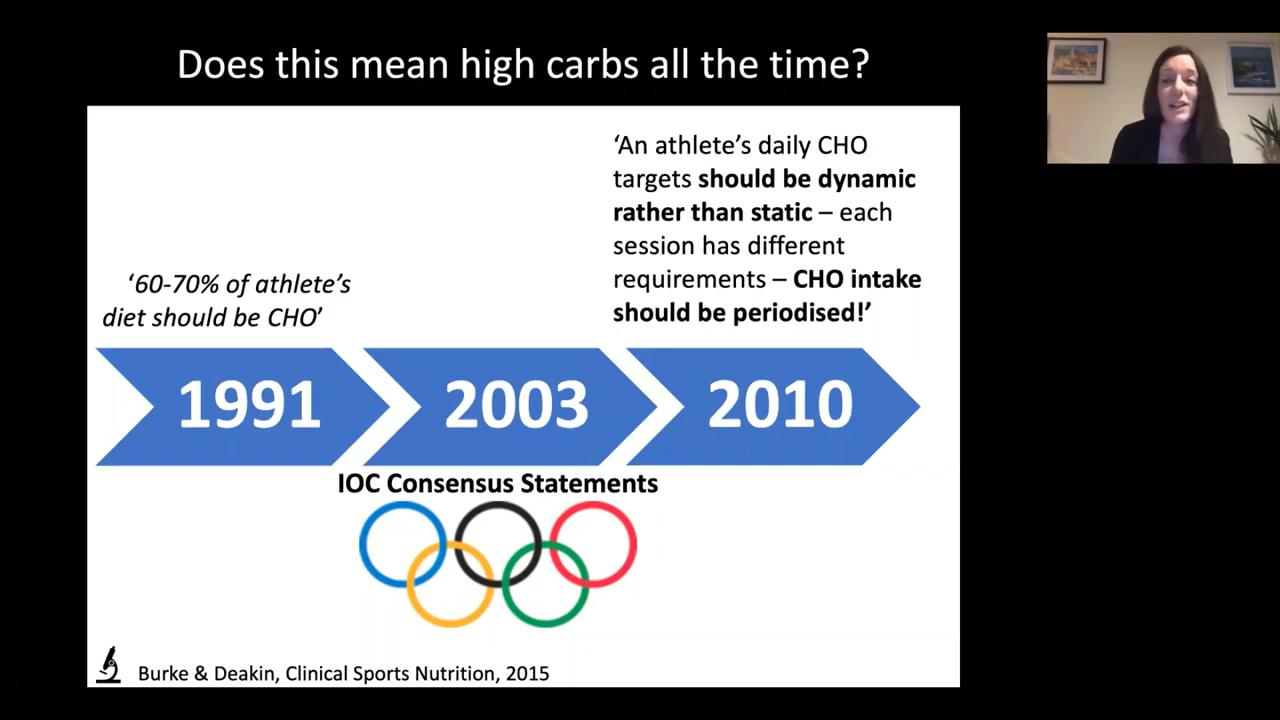 Does this mean high carbs all the time?
‘An athlete’s daily CHO
targets should be dynamic
rather than static – each
session has different
requirements – CHO intake
should be periodised!’
‘60-70% of athlete’s
diet should be CHO’
1991
2003
2010
IOC Consensus Statements
Burke & Deakin, Clinical Sports Nutrition, 2015